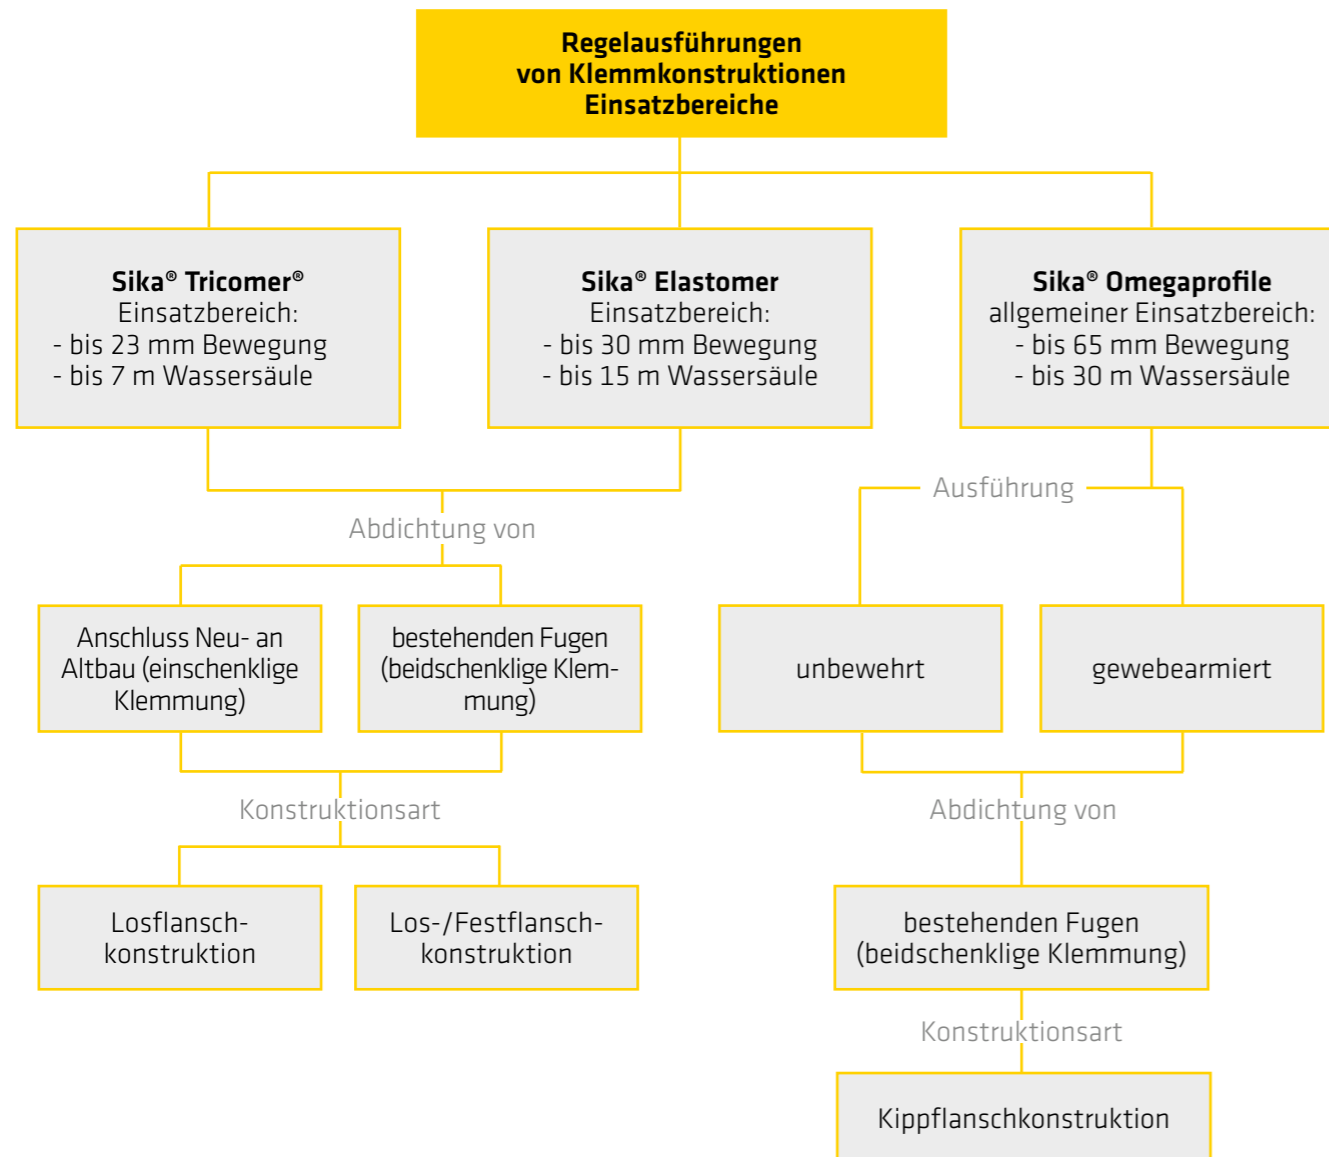 Regelausführungen
von Klemmkonstruktionen
Einsatzbereiche
Sika® Tricomer®
Einsatzbereich:
- bis 23 mm Bewegung
- bis 7 m Wassersäule
Sika® Elastomer
Einsatzbereich:
- bis 30 mm Bewegung
- bis 15 m Wassersäule
Sika® Omegaprofile
allgemeiner Einsatzbereich:
- bis 65 mm Bewegung
- bis 30 m Wassersäule
Abdichtung von
Anschluss Neu- an
Altbau (einschenklige
Klemmung)
bestehenden Fugen
(beidschenklige Klem-
mung)
Konstruktionsart
Losflansch-
konstruktion
Los-/Festflansch-
konstruktion
Ausführung
unbewehrt
gewebearmiert
Abdichtung von
bestehenden Fugen
(beidschenklige Klemmung)
Konstruktionsart
Kippflanschkonstruktion